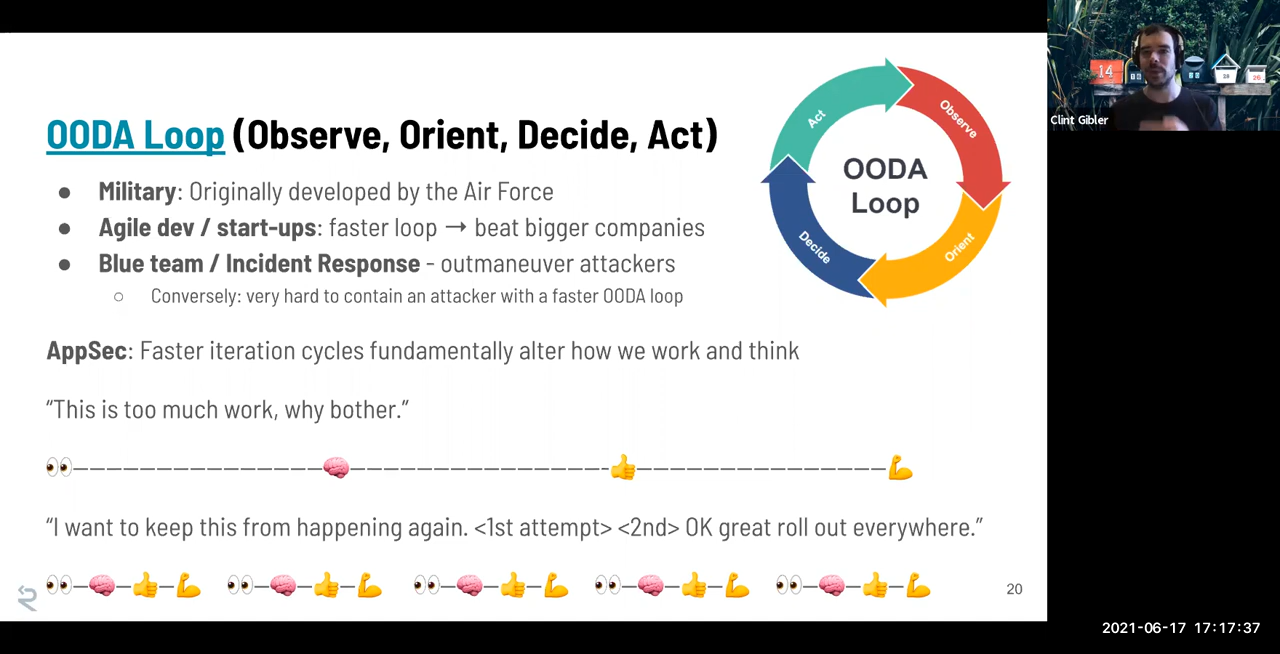 OODA Loop (Observe, Orient, Decide, Act)
● Military: Originally developed by the Air Force
● Agile dev / start-ups: faster loop → beat bigger companies
● Blue team / Incident Response - outmaneuver attackers
○ Conversely: very hard to contain an attacker with a faster OODA loop
AppSec: Faster iteration cycles fundamentally alter how we work and think
“This is too much work, why bother.”
“I want to keep this from happening again. <1st attempt> <2nd> OK great roll out everywhere.”
20
Act
Observe
OODA
Loop
Decide
Orient
14
Clint Gibler
2021-06-17 17:17:37